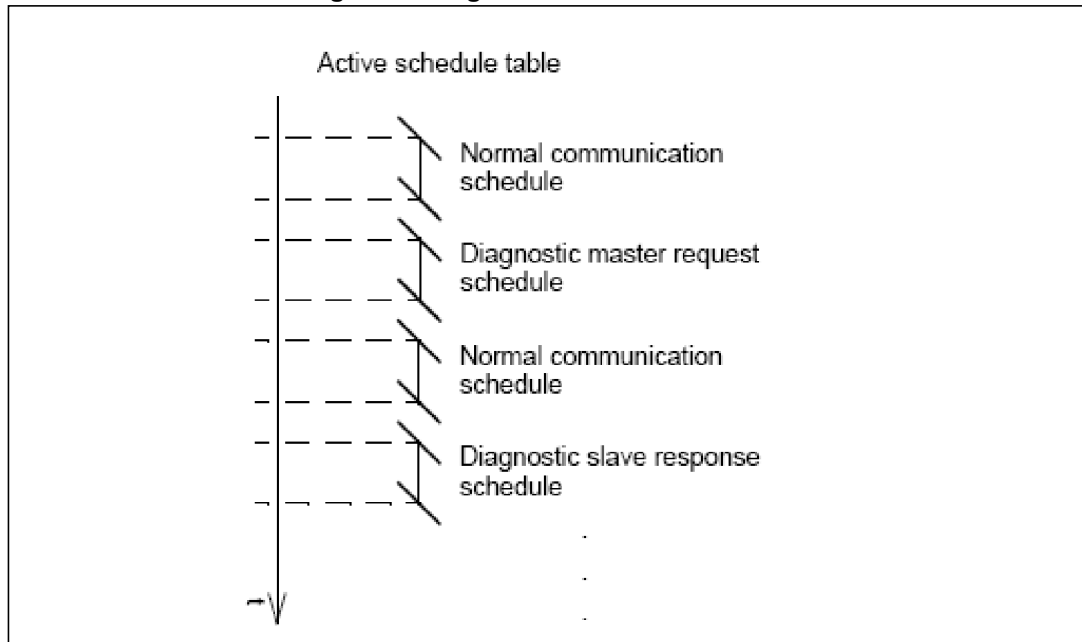 Active schedule table
Normal communication
schedule
Diagnostic master request
schedule
Normal communication
schedule
Diagnostic slave response
schedule
t